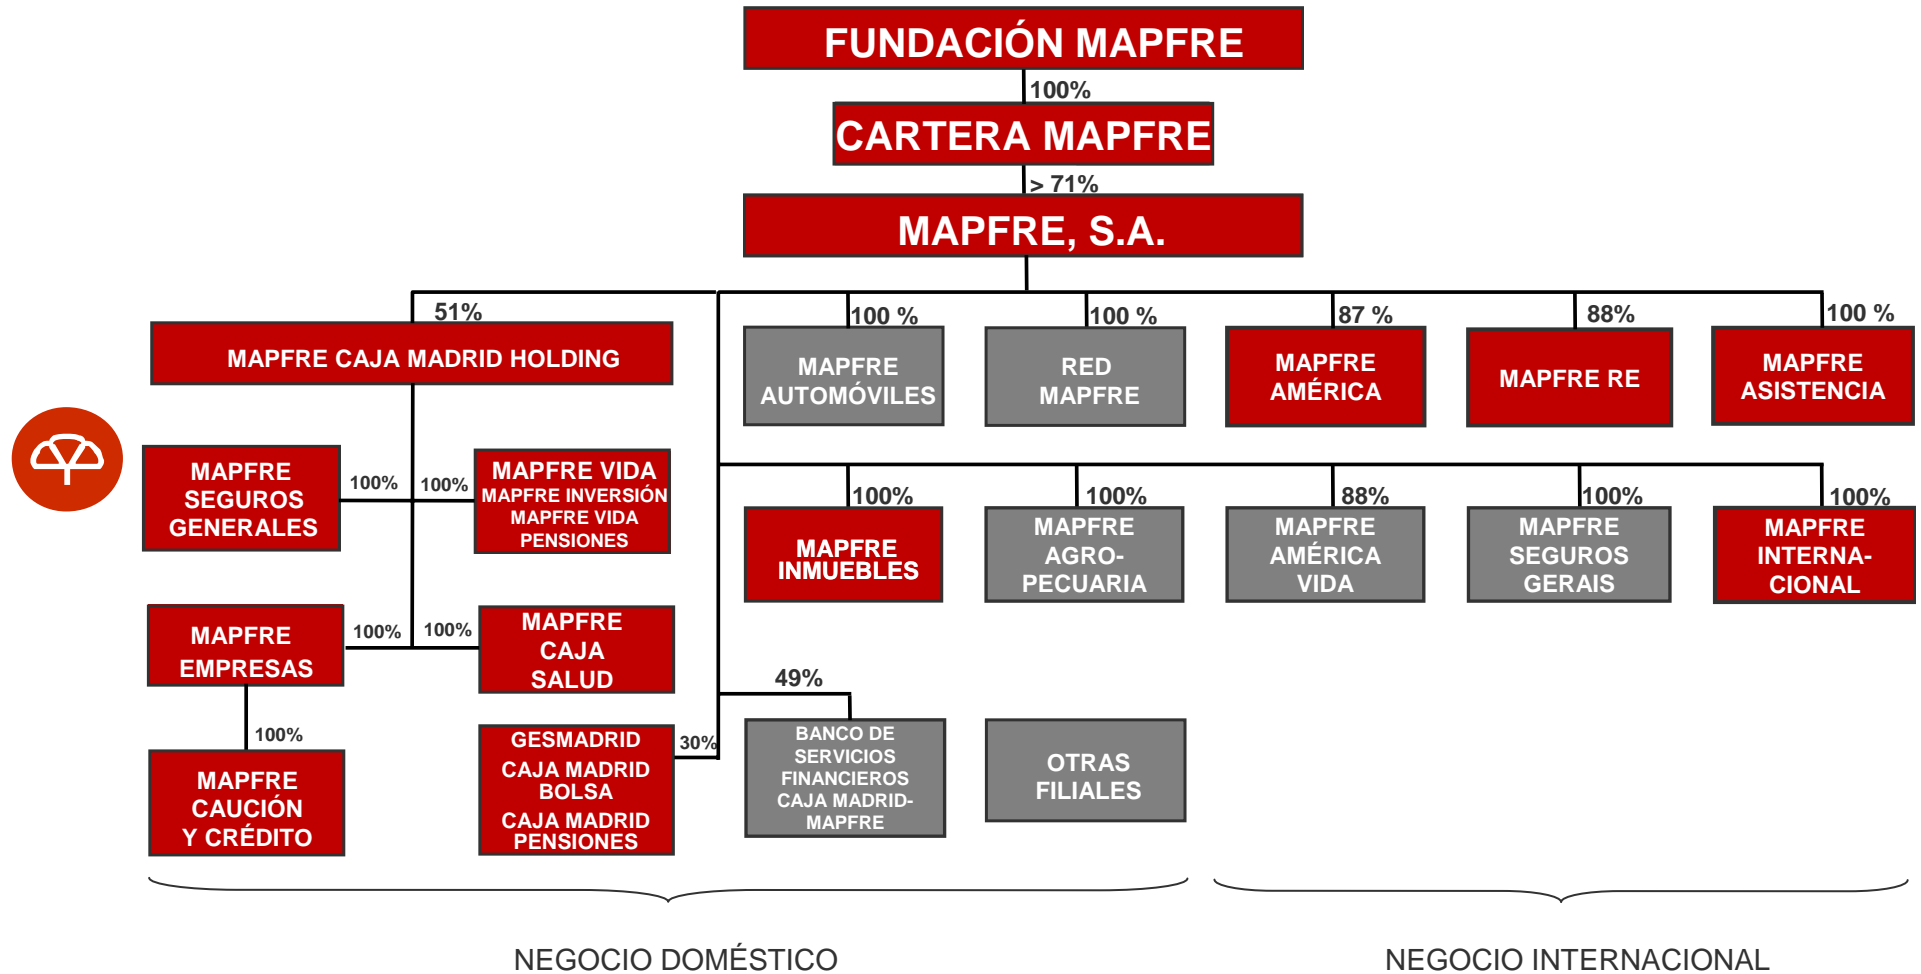 FUNDACIÓN MAPFRE
100%
CARTERA MAPFRE
> 71%
MAPFRE, S.A.
51%
100 %
100 %
87 %
88%
100 %
MAPFRE CAJA MADRID HOLDING
MAPFRE
AUTOMÓVILES
RED
MAPFRE
MAPFRE
AMÉRICA
MAPFRE RE
MAPFRE
ASISTENCIA
MAPFRE
SEGUROS
GENERALES
100%
100%
MAPFRE VIDA
MAPFRE INVERSIÓN
MAPFRE VIDA
PENSIONES
100%
100%
88%
100%
100%
MAPFRE
INMUEBLES
MAPFRE
AGRO-
PECUARIA
MAPFRE
AMÉRICA
VIDA
MAPFRE
SEGUROS
GERAIS
MAPFRE
INTERNA-
CIONAL
MAPFRE
EMPRESAS
100%
100%
MAPFRE
CAJA
SALUD
49%
100%
MAPFRE
CAUCIÓN
Y CRÉDITO
GESMADRID
CAJA MADRID
BOLSA
CAJA MADRID
PENSIONES
30%
BANCO DE
SERVICIOS
FINANCIEROS
CAJA MADRID-
MAPFRE
OTRAS
FILIALES
NEGOCIO DOMÉSTICO
NEGOCIO INTERNACIONAL